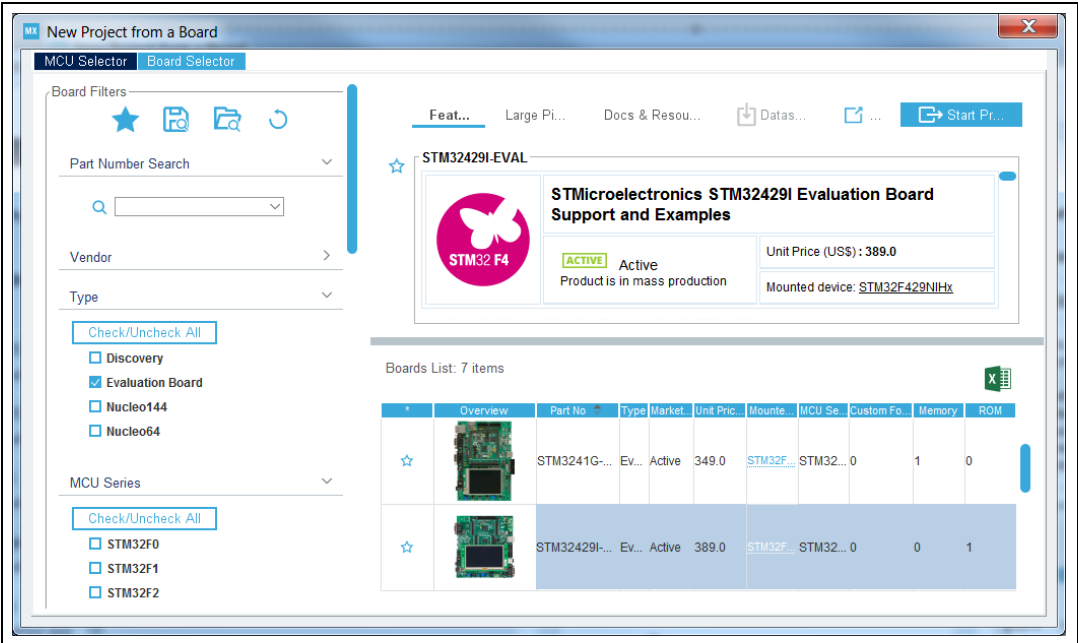 MX New Project from a Board
X
MCU Selector Board Selector
Board Filters
Part Number Search
Vendor
Type
Check/Uncheck All
Discovery
Evaluation Board
Nucleo144
Nucleo64
MCU Series
Check/Uncheck All
STM32F0
STM32F1
STM32F2
Feat... Large Pi... Docs & Resou... Datas... ... Start Pr...
STM32429I-EVAL
STM32 F4
STMicroelectronics STM32429I Evaluation Board
Support and Examples
ACTIVE Active
Product is in mass production
Unit Price (US$) : 389.0
Mounted device: STM32F429NIHx
Boards List: 7 items
X
* Overview Part No Type Market... Unit Pric... Mounte... MCU Se... Custom Fo... Memory ROM
STM3241G-... Ev... Active 349.0 STM32F... STM32... 0 1 0
STM32429I-... Ev... Active 389.0 STM32F... STM32... 0 0 1